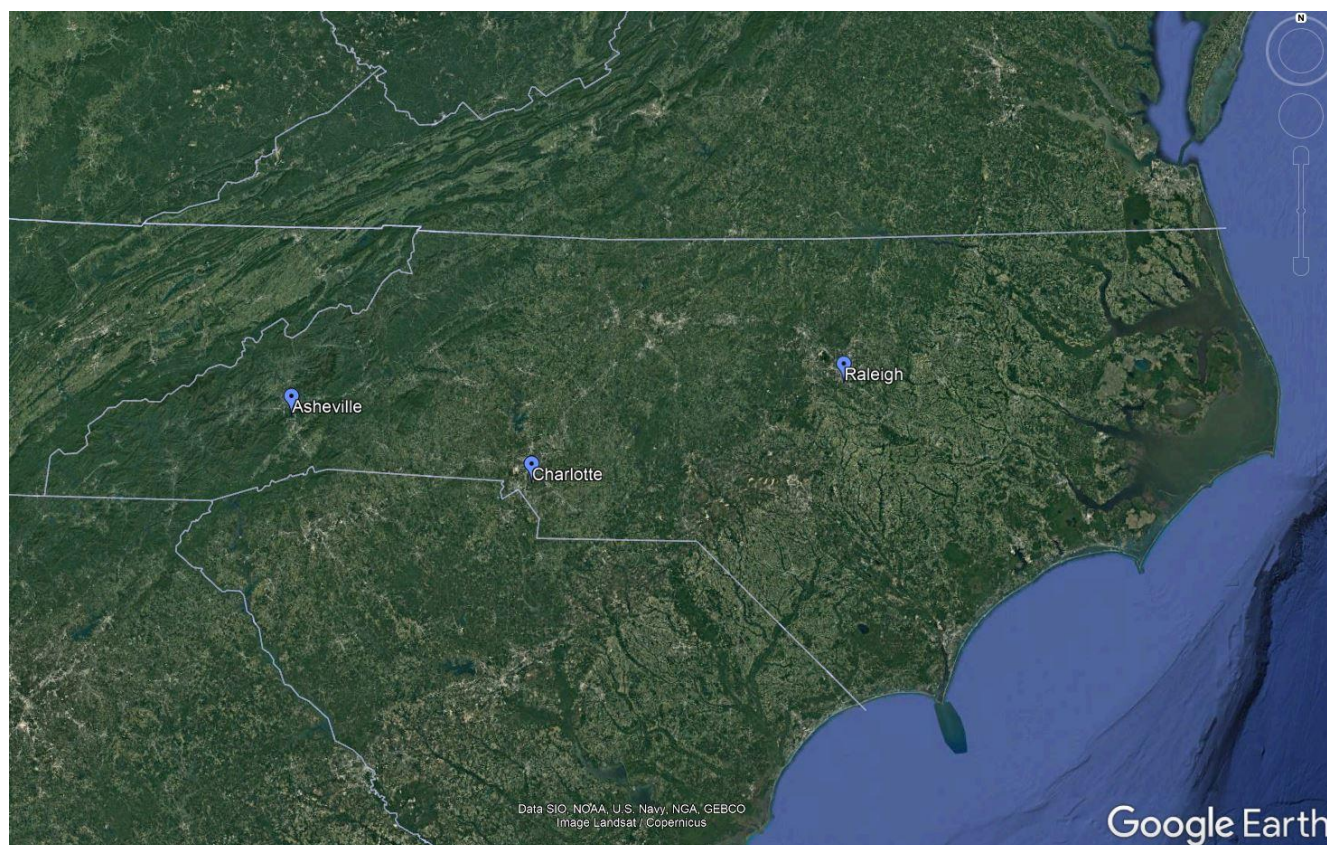 N
Raleigh
Asheville
Charlotte
Data SIO, NOAA, U.S. Navy, NGA, GEBCO
Image Landsat / Copernicus
Google Earth